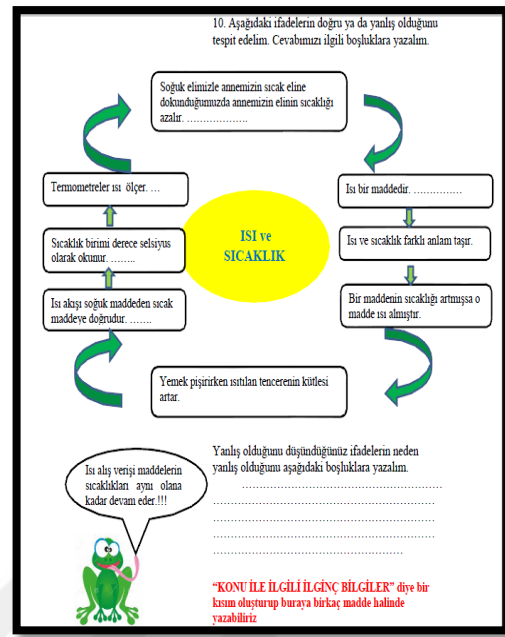 10. Aşağıdaki ifadelerin doğru ya da yanlış olduğunu
tespit edelim. Cevabımızı ilgili boşluklara yazalım.
Soğuk elimizle annemizin sıcak eline
dokunduğumuzda annemizin elinin sıcaklığı
azalır. ………………
Isı bir maddedir. ……………
Isı ve sıcaklık farklı anlam taşır.
Bir maddenin sıcaklığı artmışsa o
madde ısı almıştır.
Yemek pişirirken ısıtılan tencerenin kütlesi
artar.
Isı akışı soğuk maddeden sıcak
maddeye doğrudur. …….
Sıcaklık birimi derece selsiyus
olarak okunur. ……..
Termometreler ısı ölçer. …
ISI ve
SICAKLIK
Yanlış olduğunu düşündüğünüz ifadelerin neden
yanlış olduğunu aşağıdaki boşluklara yazalım.
Isı alış verişi maddelerin
sıcaklıkları aynı olana
kadar devam eder.!!!
“KONU İLE İLGİLİ İLGİNÇ BİLGİLER” diye bir
kısım oluşturup buraya birkaç madde halinde
yazabiliriz